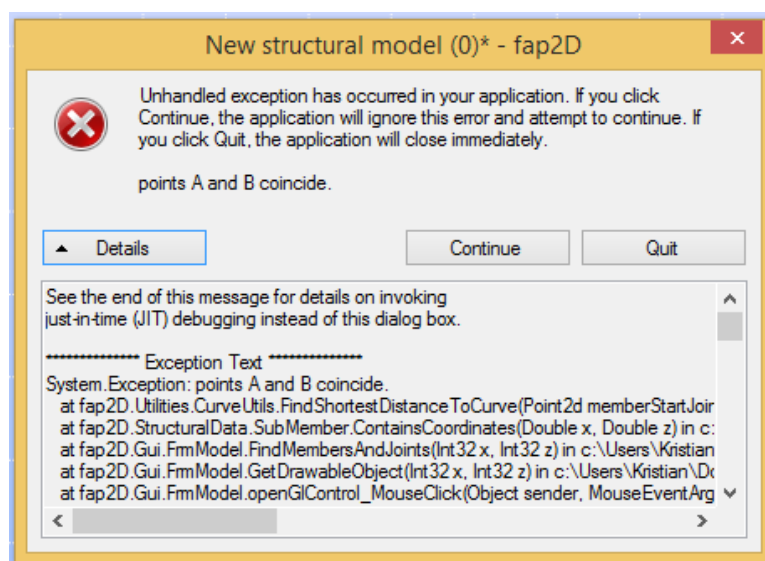 New structural model (0)* - fap2D
Unhandled exception has occurred in your application. If you click
Continue, the application will ignore this error and attempt to continue. If
you click Quit, the application will close immediately.
points A and B coincide.
Details
Continue
Quit
See the end of this message for details on invoking
just-in-time (JIT) debugging instead of this dialog box.
************** Exception Text **************
System.Exception: points A and B coincide.
at fap2D.Utilities.CurveUtils.FindShortestDistanceToCurve(Point2d memberStartJoir
at fap2D.StructuralData.SubMember.ContainsCoordinates(Double x, Double z) in c:
at fap2D.Gui.FrmModel.FindMembersAndJoints(Int32 x, Int32 z) in c:\Users\Kristian
at fap2D.Gui.FrmModel.GetDrawableObject(Int32 x, Int32 z) in c:\Users\Kristian\Do
at fap2D.Gui.FrmModel.openGlControl_MouseClick(Object sender, MouseEventArg